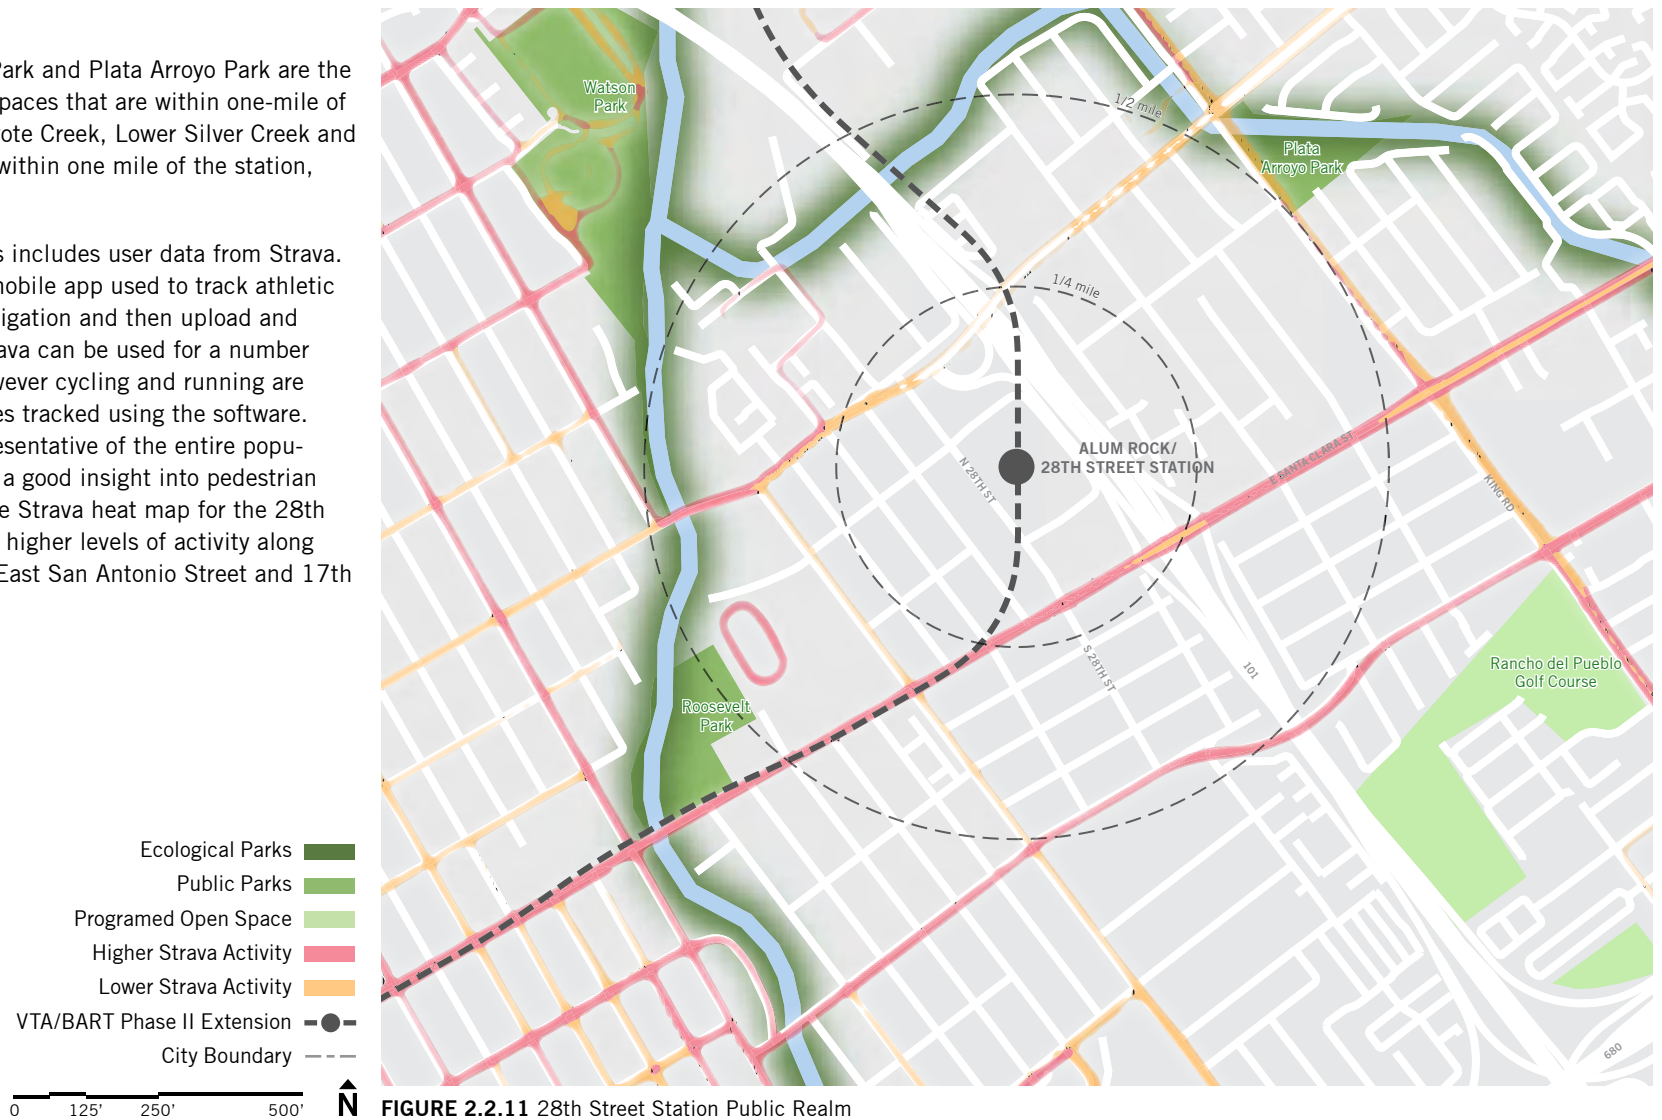 Park and Plata Arroyo Park are the
paces that are within one-mile of
ote Creek, Lower Silver Creek and
within one mile of the station,
s includes user data from Strava.
mobile app used to track athletic
igation and then upload and
ava can be used for a number
wever cycling and running are
es tracked using the software.
esentative of the entire popu-
a good insight into pedestrian
e Strava heat map for the 28th
higher levels of activity along
East San Antonio Street and 17th
Ecological Parks
Public Parks
Programed Open Space
Higher Strava Activity
Lower Strava Activity
VTA/BART Phase II Extension
City Boundary
0 125' 250' 500'
N
Watson
Park
1/2 mile
Plata
Arroyo Park
1/4 mile
ALUM ROCK/
28TH STREET STATION
N 28TH ST
E SANTA CLARA ST
KING RD
S 28TH ST
101
Rancho del Pueblo
Golf Course
Roosevelt
Park
680
FIGURE 2.2.11 28th Street Station Public Realm